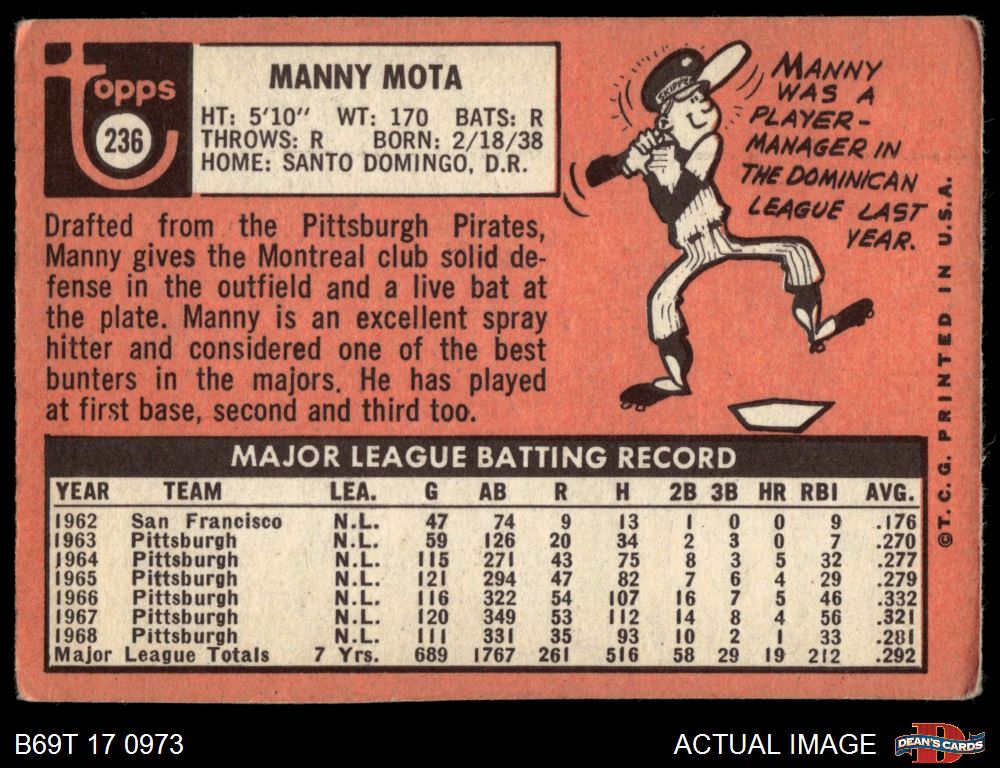 Topps
236
MANNY MOTA
HT: 5'10" WT: 170 BATS: R
THROWS: R BORN: 2/18/38
HOME: SANTO DOMINGO, D.R.
SKIPPER
MANNY
WAS A
PLAYER-
MANAGER IN
THE DOMINICAN
LEAGUE LAST
YEAR.
Drafted from the Pittsburgh Pirates,
Manny gives the Montreal club solid de-
fense in the outfield and a live bat at
the plate. Manny is an excellent spray
hitter and considered one of the best
bunters in the majors. He has played
at first base, second and third too.
MAJOR LEAGUE BATTING RECORD
YEAR TEAM LEA. G AB R H 2B 3B HR RBI AVG.
1962 San Francisco N.L. 47 74 9 13 1 0 0 9 .176
1963 Pittsburgh N.L. 59 126 20 34 2 3 0 7 .270
1964 Pittsburgh N.L. 115 271 43 75 8 3 5 32 .277
1965 Pittsburgh N.L. 121 294 47 82 7 6 4 29 .279
1966 Pittsburgh N.L. 116 322 54 107 16 7 5 46 .332
1967 Pittsburgh N.L. 120 349 53 112 14 8 4 56 .321
1968 Pittsburgh N.L. 111 331 35 93 10 2 1 33 .281
Major League Totals 7 Yrs. 689 1767 261 516 58 29 19 212 .292
©T. C. G. PRINTED IN U.S.A.
B69T 17 0973
ACTUAL IMAGE
D
DEAN'S CARDS